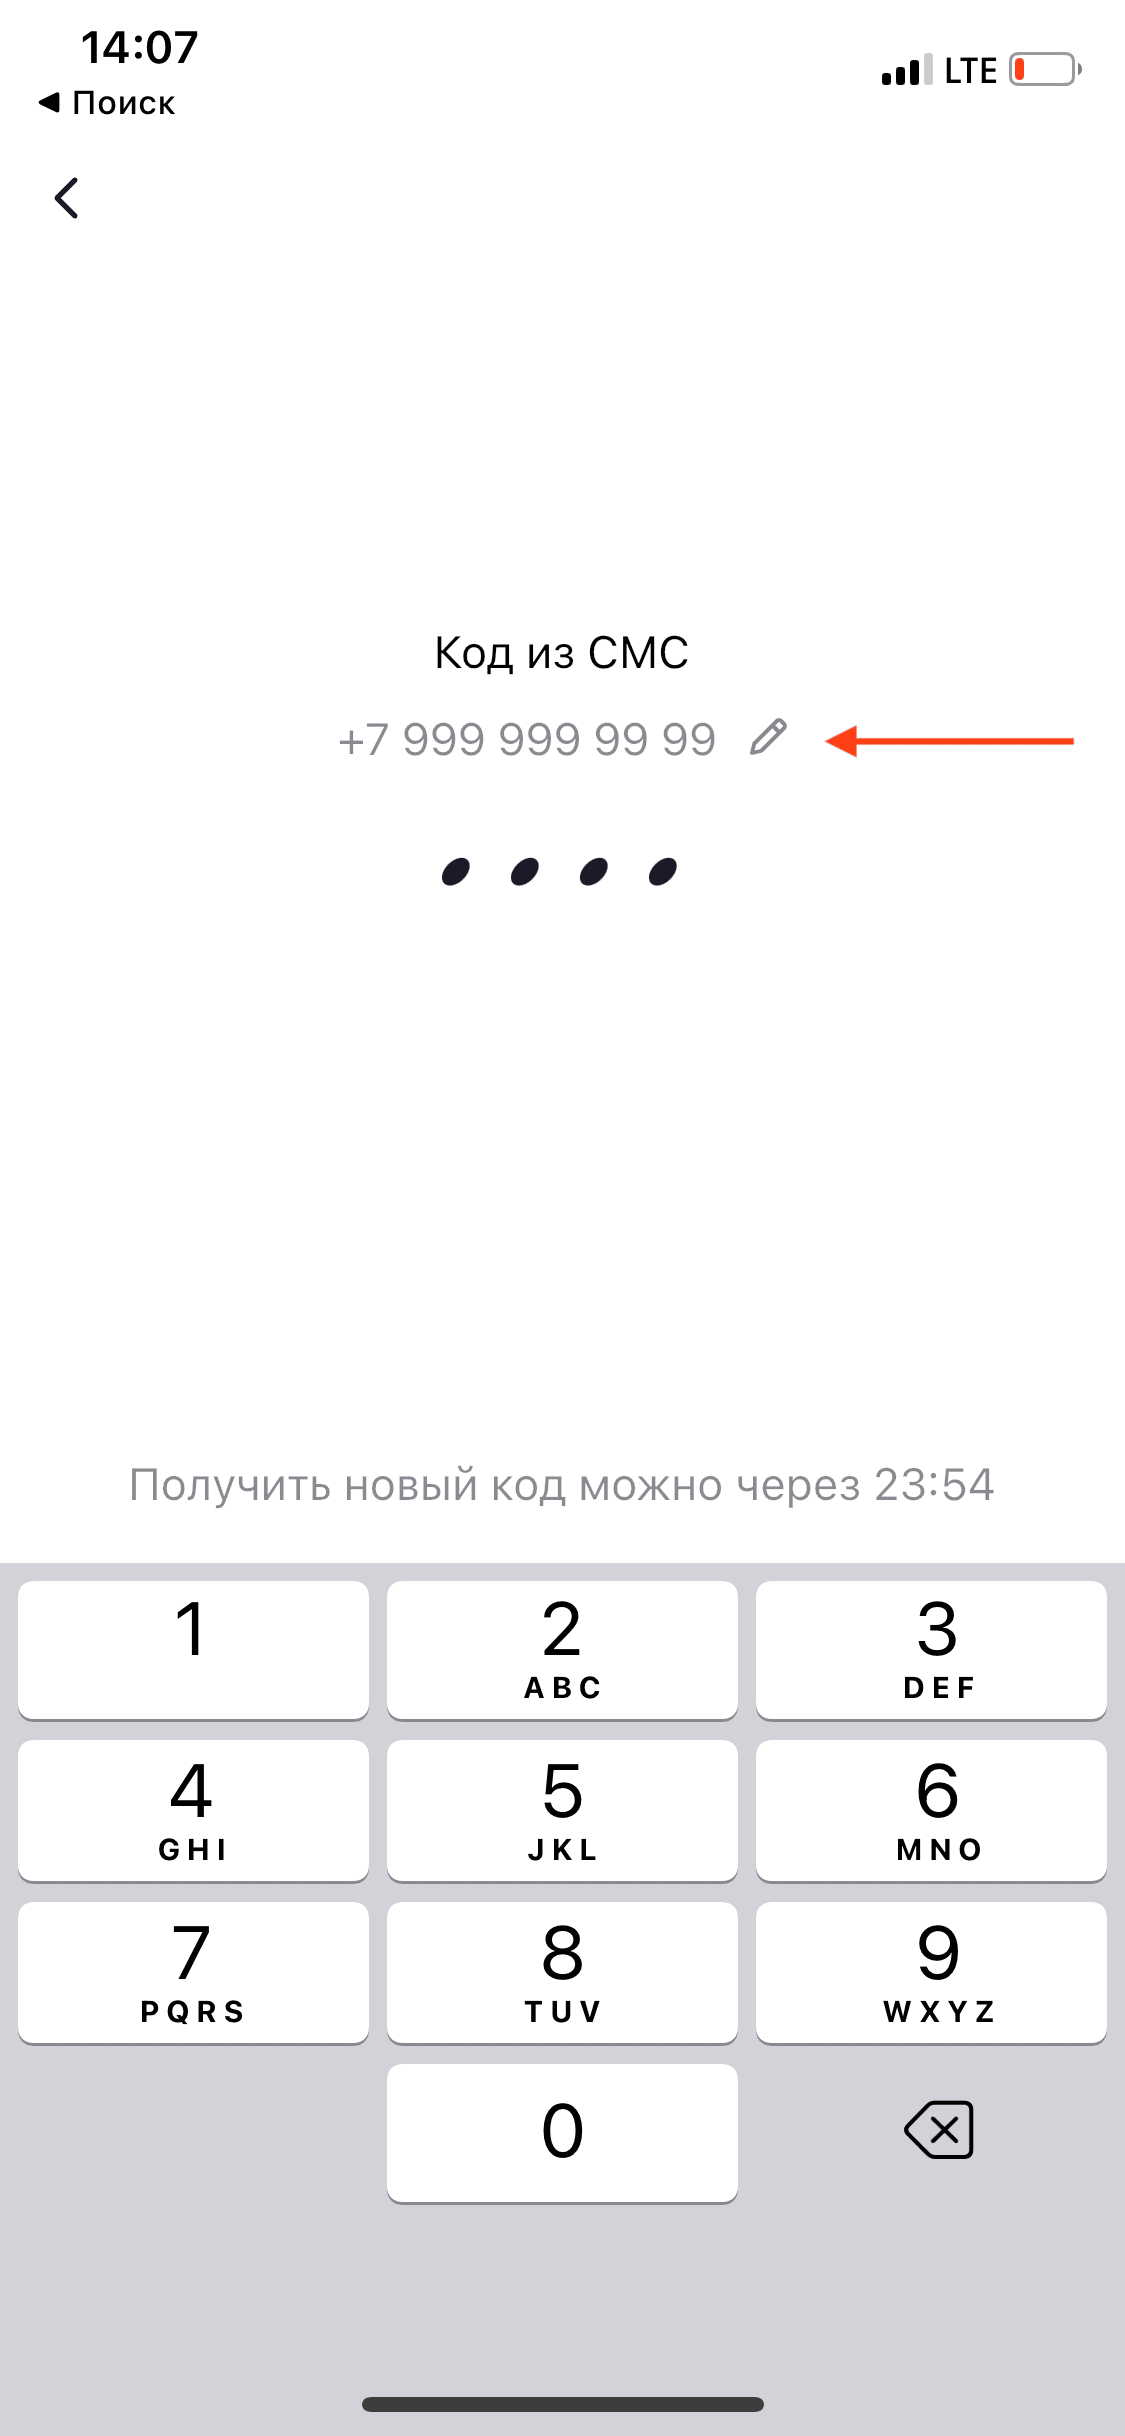 14:07
LTE
◀ Поиск
Код из СМС
+7 999 999 99 99
Получить новый код можно через 23:54
1
2
3
ABC
DEF
4
5
6
GHI
JKL
MNO
7
8
9
PQRS
TUV
WXYZ
0